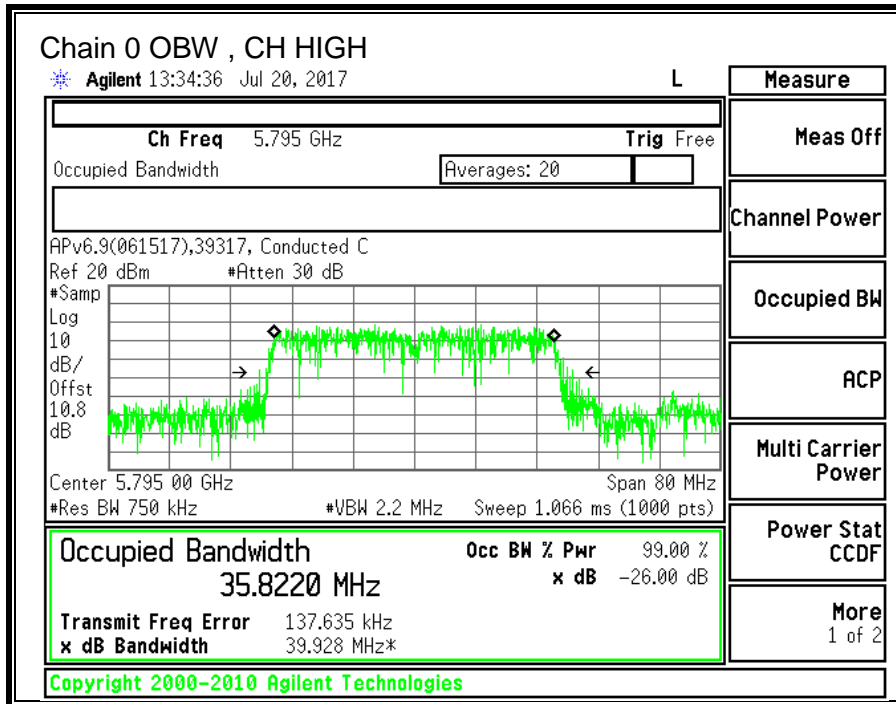 Chain 0 OBW , CH HIGH
Agilent 13:34:36 Jul 20, 2017 L
Ch Freq 5.795 GHz Trig Free
Occupied Bandwidth Averages: 20
APv6.9(061517),39317, Conducted C
Ref 20 dBm #Atten 30 dB
#Samp
Log
10
dB/
Offst
10.8
dB
Center 5.795 00 GHz Span 80 MHz
#Res BW 750 kHz #VBW 2.2 MHz Sweep 1.066 ms (1000 pts)
Occupied Bandwidth Occ BW % Pwr 99.00 %
35.8220 MHz x dB -26.00 dB
Transmit Freq Error 137.635 kHz
x dB Bandwidth 39.928 MHz*
Copyright 2000-2010 Agilent Technologies
Measure
Meas Off
Channel Power
Occupied BW
ACP
Multi Carrier
Power
Power Stat
CCDF
More
1 of 2